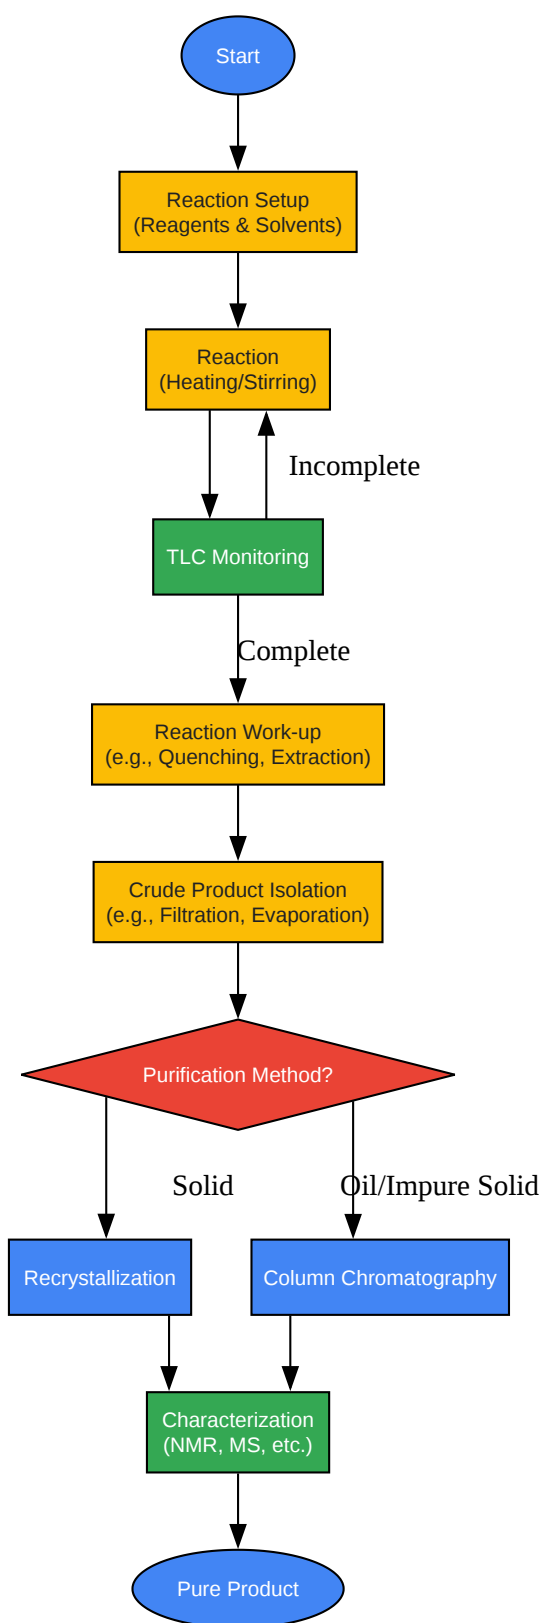 Start
Reaction Setup
(Reagents & Solvents)
Reaction
(Heating/Stirring)
Incomplete
TLC Monitoring
Complete
Reaction Work-up
(e.g., Quenching, Extraction)
Crude Product Isolation
(e.g., Filtration, Evaporation)
Purification Method?
Solid
Oil/Impure Solid
Recrystallization
Column Chromatography
Characterization
(NMR, MS, etc.)
Pure Product